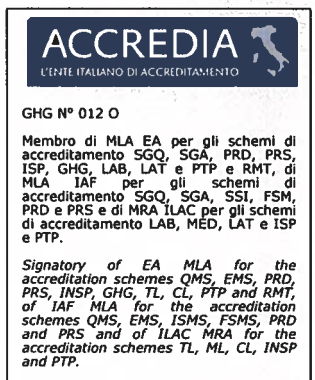 ACCREDIA
L'ENTE ITALIANO DI ACCREDITAMENTO
GHG N° 012 O
Membro di MLA EA per gli schemi di
accreditamento SGQ, SGA, PRD, PRS,
ISP, GHG, LAB, LAT e PTP e RMT, di
MLA IAF per gli schemi di
accreditamento SGQ, SGA, SSI, FSM,
PRD e PRS e di MRA ILAC per gli schemi
di accreditamento LAB, MED, LAT e ISP
e PTP.
Signatory of EA MLA for the
accreditation schemes QMS, EMS, PRD,
PRS, INSP, GHG, TL, CL, PTP and RMT,
of IAF MLA for the accreditation
schemes QMS, EMS, ISMS, FSMS, PRD
and PRS and of ILAC MRA for the
accreditation schemes TL, ML, CL, INSP
and PTP.